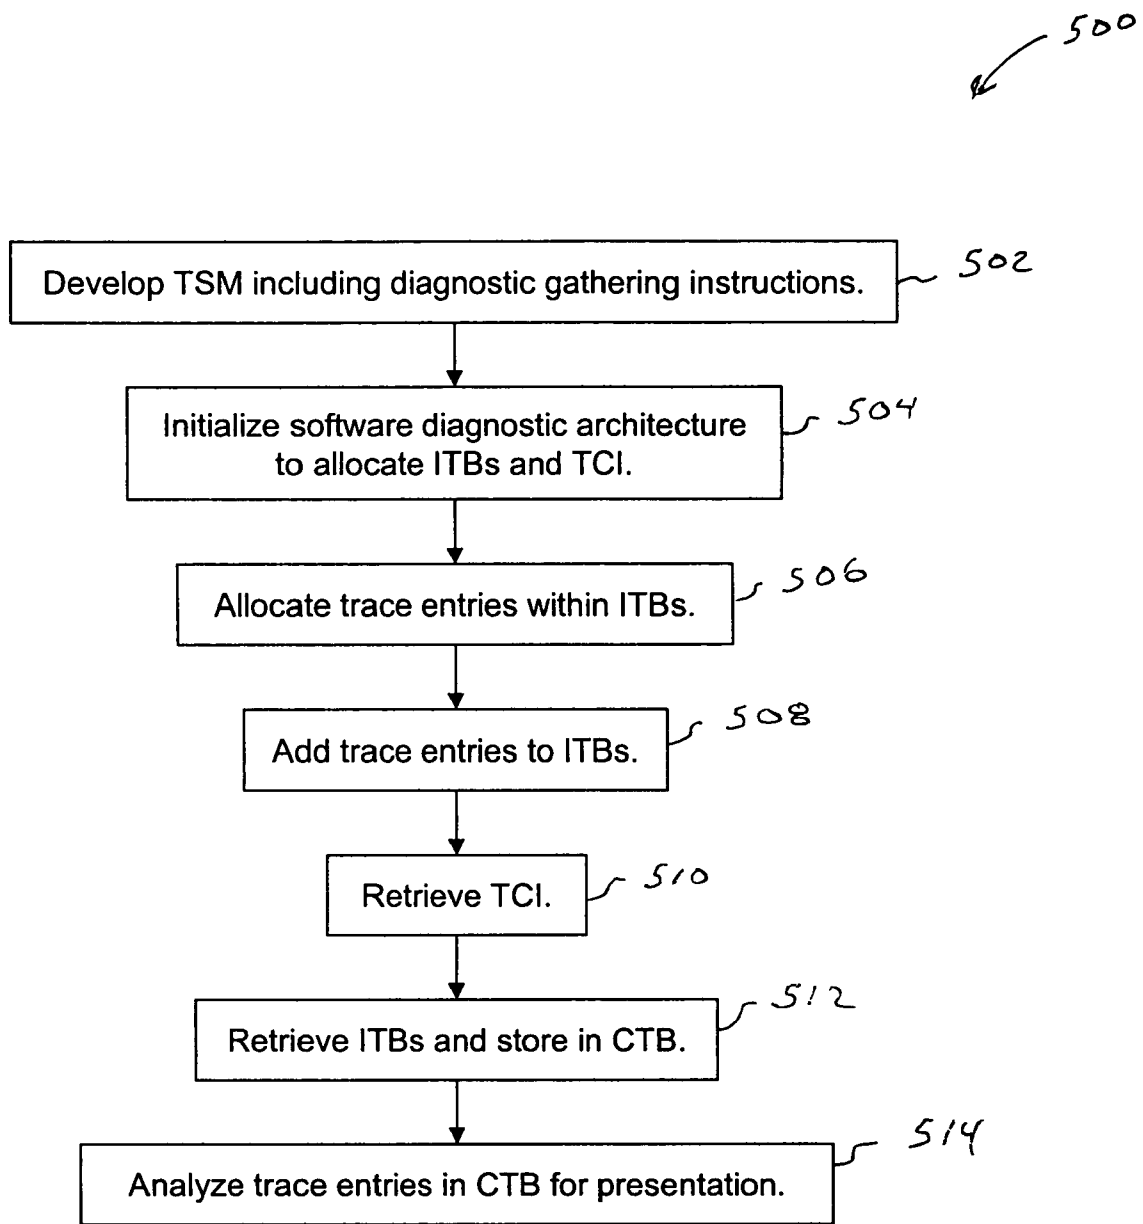 500
Develop TSM including diagnostic gathering instructions.
502
Initialize software diagnostic architecture
to allocate ITBs and TCI.
504
Allocate trace entries within ITBs.
506
Add trace entries to ITBs.
508
Retrieve TCI.
510
Retrieve ITBs and store in CTB.
512
Analyze trace entries in CTB for presentation.
514